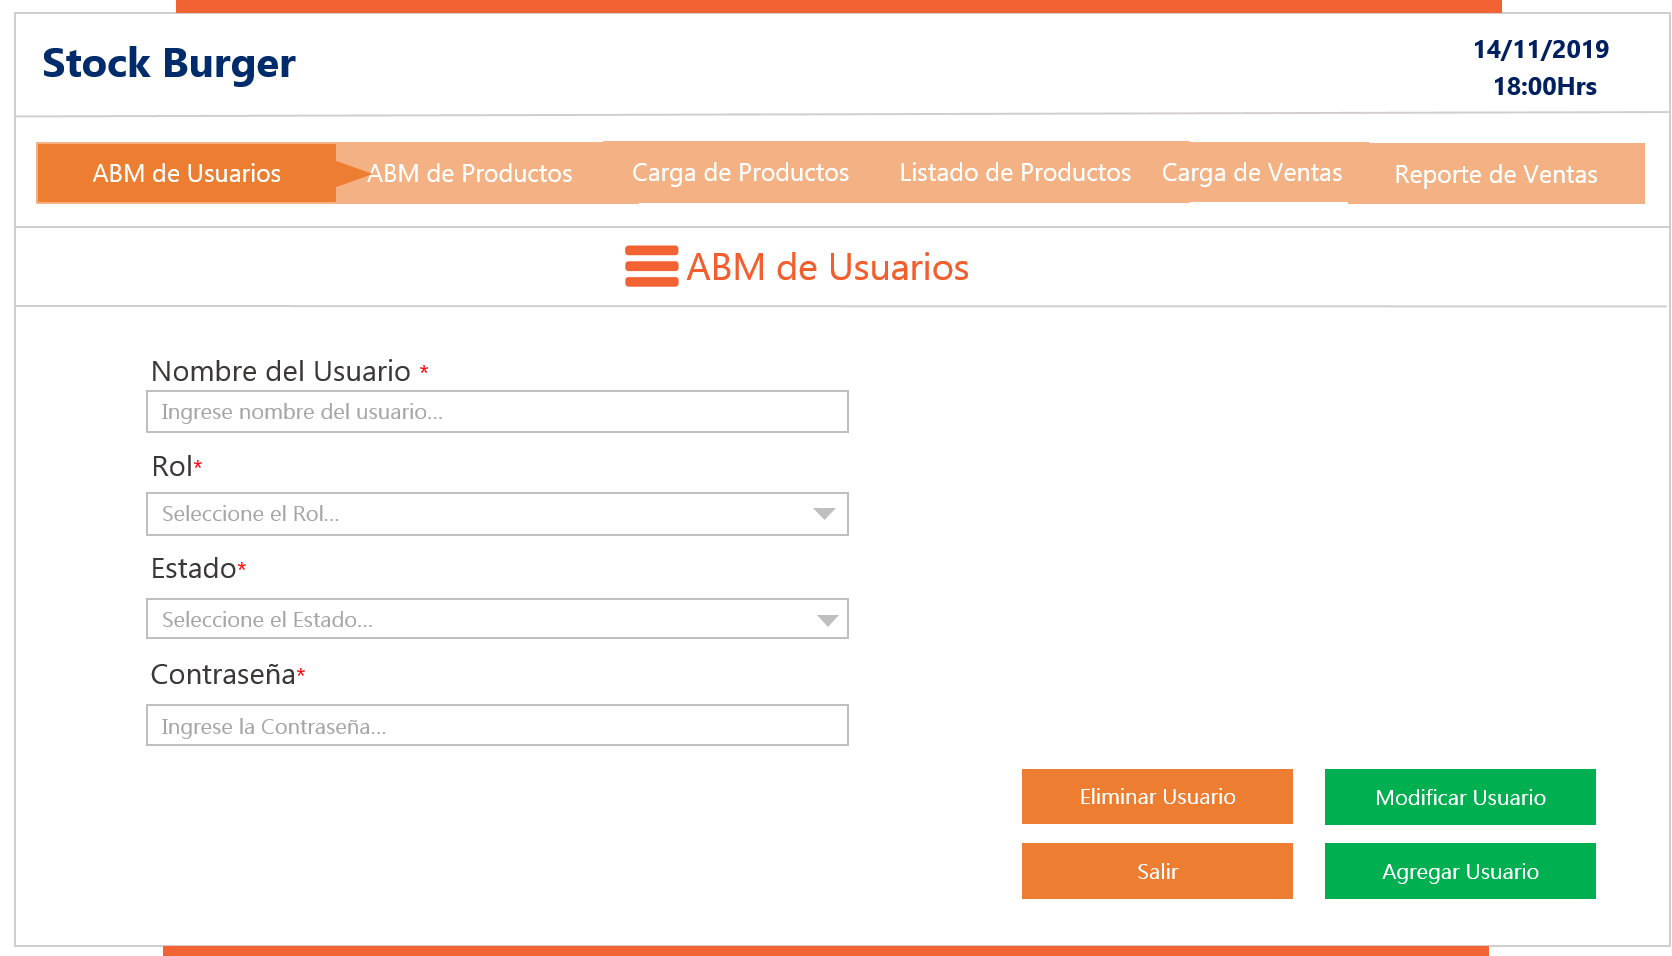 Stock Burger
14/11/2019
18:00Hrs
ABM de Usuarios
ABM de Productos
Carga de Productos
Listado de Productos
Carga de Ventas
Reporte de Ventas
ABM de Usuarios
Nombre del Usuario *
Ingrese nombre del usuario...
Rol*
Seleccione el Rol...
Estado*
Seleccione el Estado...
Contraseña*
Ingrese la Contraseña...
Eliminar Usuario
Modificar Usuario
Salir
Agregar Usuario